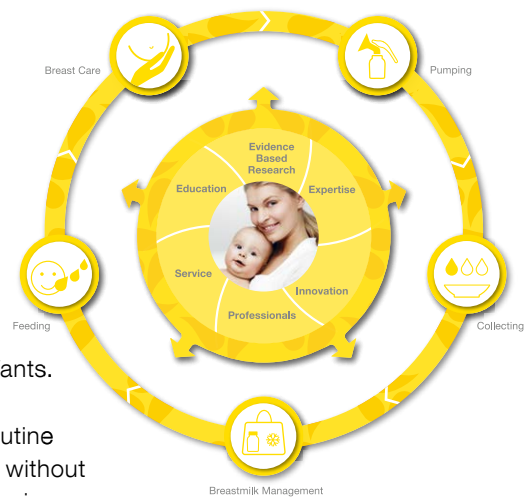 Breast Care
Pumping
Evidence
Based
Research
Education
Expertise
Service
Innovation
Professionals
Feeding
Collecting
ants.
utine
without
Breastmilk Management